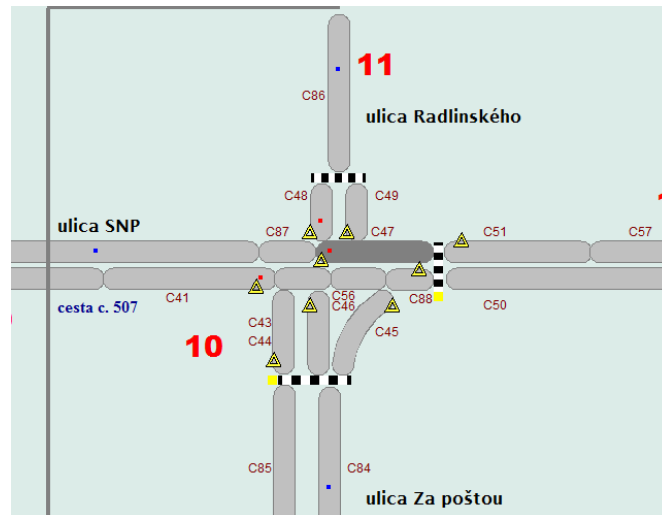 11
C86
ulica Radlinského
C48
C49
ulica SNP
C87
C47
C51
C57
C41
C56
C88
C50
cesta c. 507
C43
C46
C45
10
C44
C85
C84
ulica Za poštou